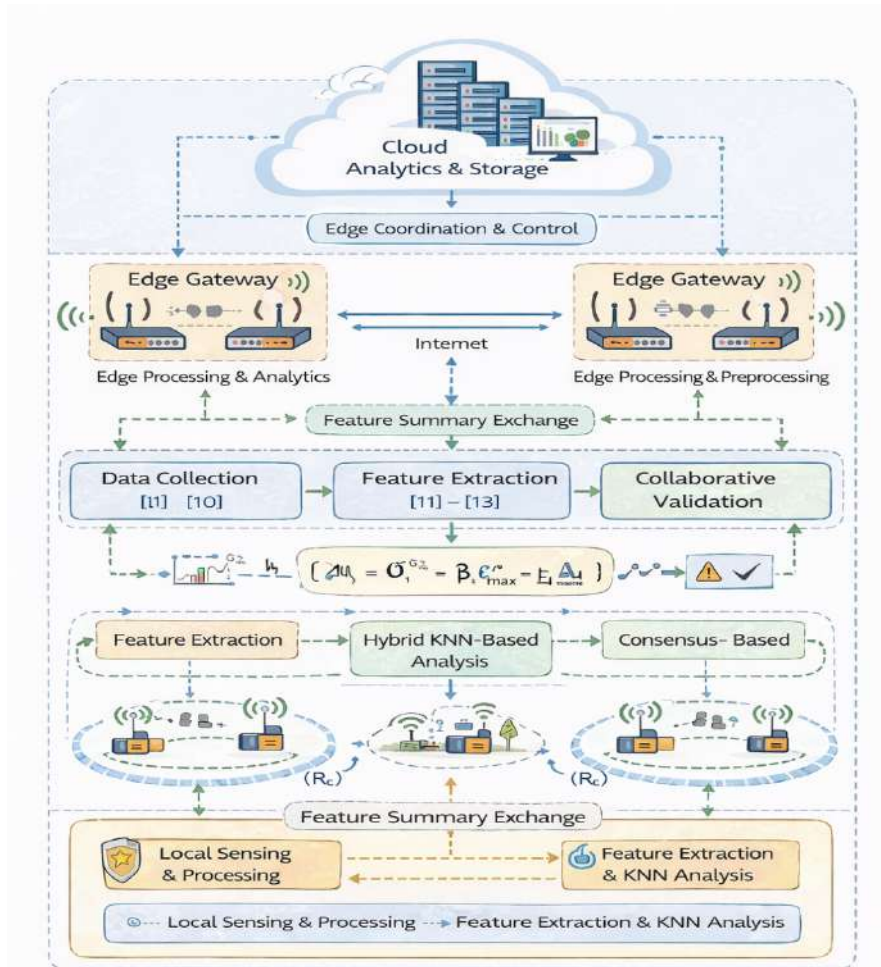 Cloud
Analytics & Storage
Edge Coordination & Control
Edge Gateway
Edge Gateway
Internet
Edge Processing & Analytics
Edge Processing & Preprocessing
Feature Summary Exchange
Data Collection
Feature Extraction
Collaborative
Validation
[11] – [13]
Feature Extraction
Hybrid KNN-Based
Analysis
Consensus- Based
(Rc)
(Rc)
Feature Summary Exchange
Local Sensing
& Processing
Feature Extraction
& KNN Analysis
Local Sensing & Processing
Feature Extraction & KNN Analysis